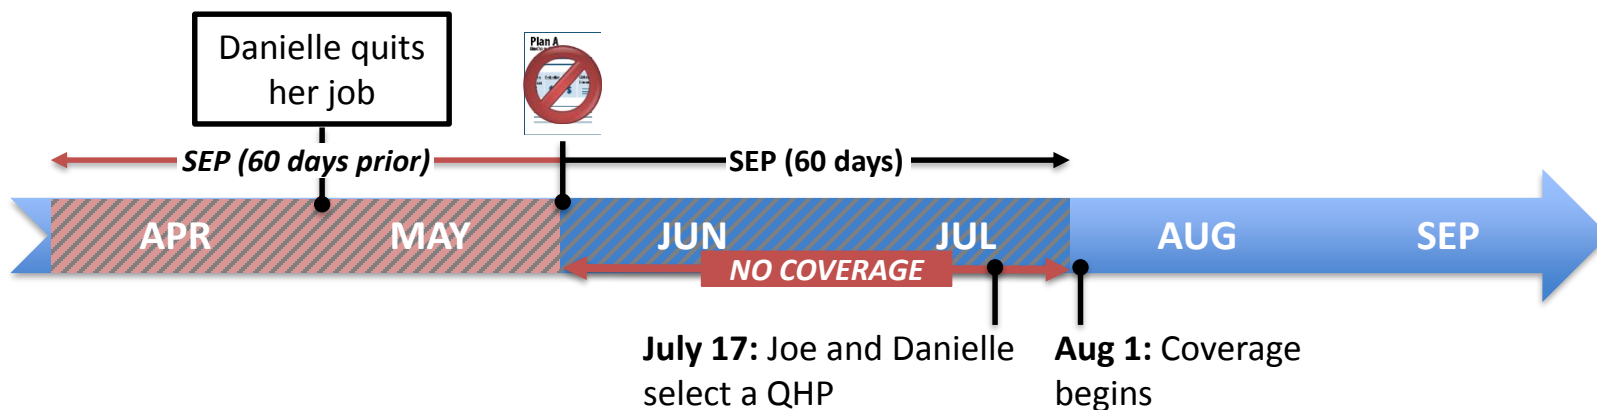 Danielle quits
her job
Plan A
SEP (60 days prior)
SEP (60 days)
APR
MAY
JUN
JUL
AUG
SEP
NO COVERAGE
July 17: Joe and Danielle
select a QHP
Aug 1: Coverage
begins